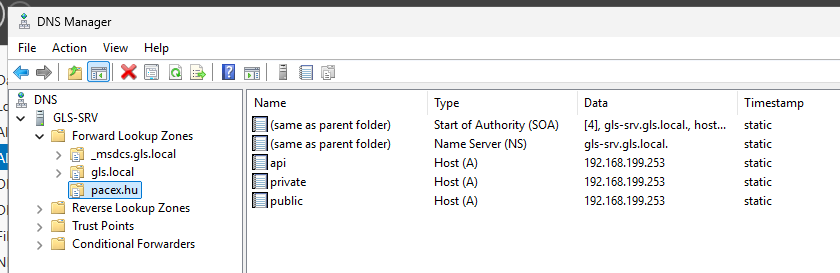 DNS Manager
File Action View Help
DNS
GLS-SRV
Forward Lookup Zones
_msdcs.gls.local
gls.local
pacex.hu
Reverse Lookup Zones
Trust Points
Conditional Forwarders
Name Type Data Timestamp
(same as parent folder) Start of Authority (SOA) [4], gls-srv.gls.local., host... static
(same as parent folder) Name Server (NS) gls-srv.gls.local. static
api Host (A) 192.168.199.253 static
private Host (A) 192.168.199.253 static
public Host (A) 192.168.199.253 static